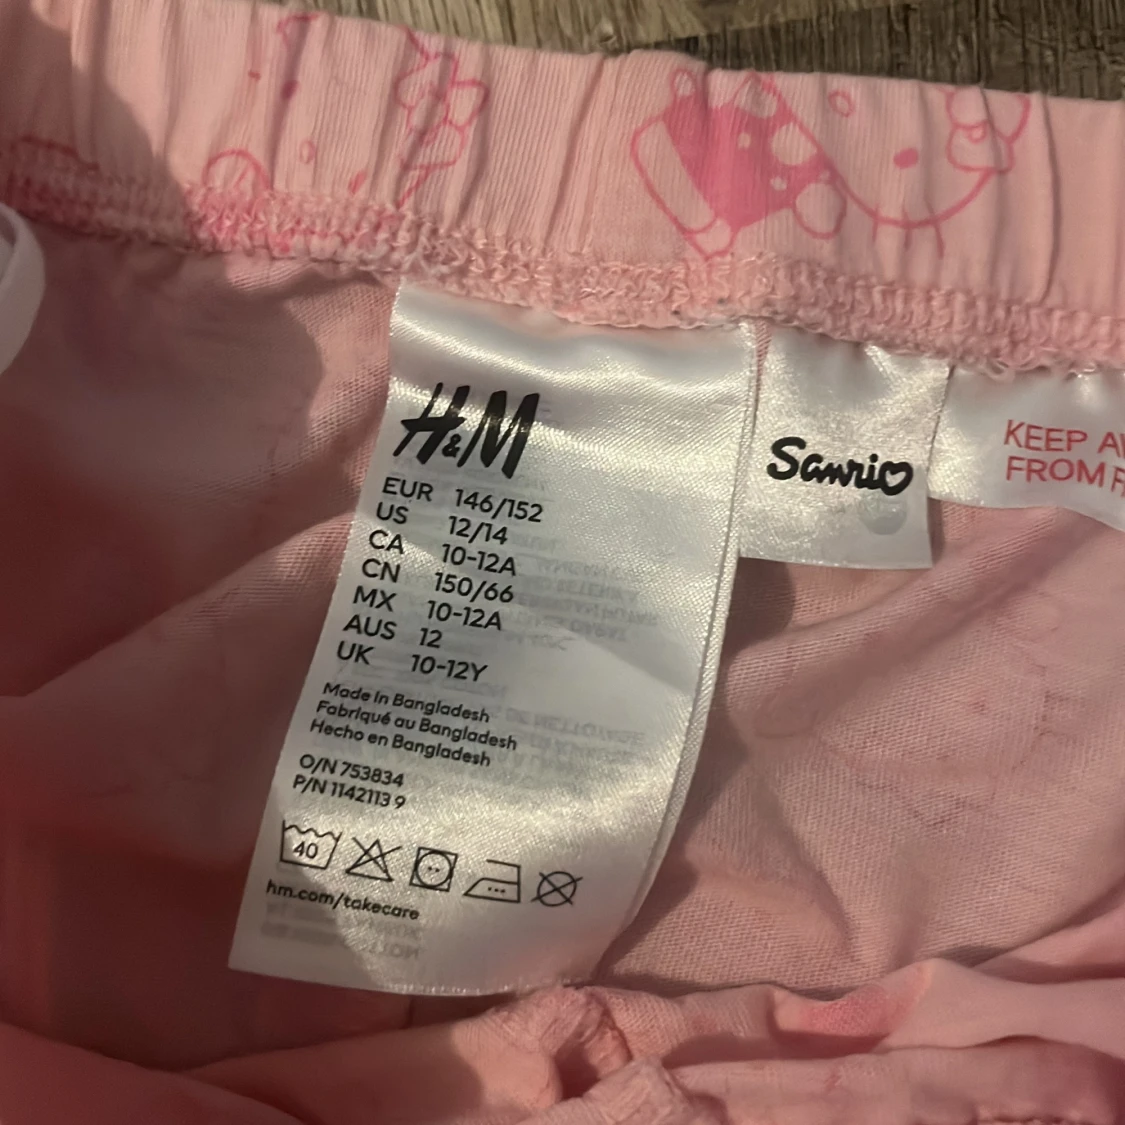 H&M
EUR 146/152
US 12/14
CA 10-12A
CN 150/66
MX 10-12A
AUS 12
UK 10-12Y
Made in Bangladesh
Fabriqué au Bangladesh
Hecho en Bangladesh
O/N 753834
P/N 1142113 9
40
hm.com/takecare
Sanrio
KEEP
FROM